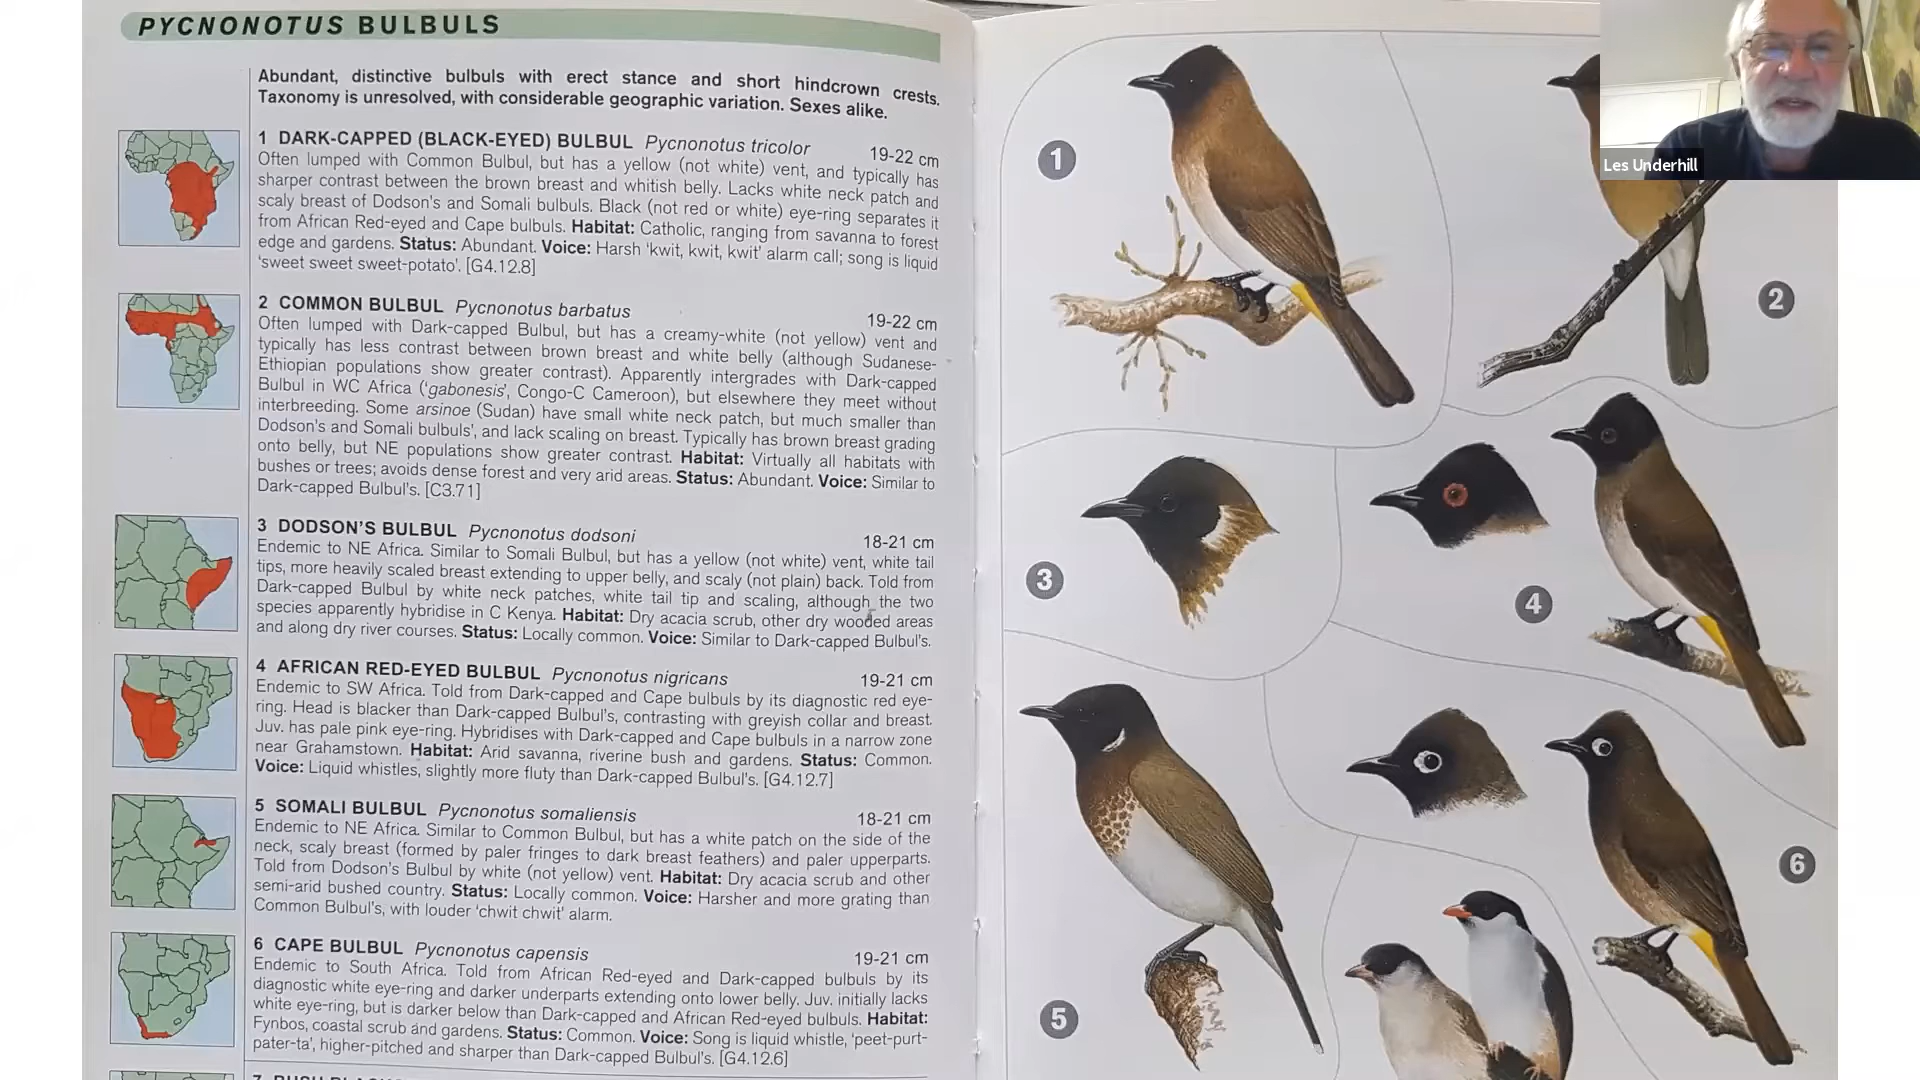 PYCNONOTUS BULBULS
Abundant, distinctive bulbuls with erect stance and short hindcrown crests.
Taxonomy is unresolved, with considerable geographic variation. Sexes alike.
1 DARK-CAPPED (BLACK-EYED) BULBUL Pycnonotus tricolor 19-22 cm
Often lumped with Common Bulbul, but has a yellow (not white) vent, and typically has
sharper contrast between the brown breast and whitish belly. Lacks white neck patch and
scaly breast of Dodson's and Somali bulbuls. Black (not red or white) eye-ring separates it
from African Red-eyed and Cape bulbuls. Habitat: Catholic, ranging from savanna to forest
edge and gardens. Status: Abundant. Voice: Harsh 'kwit, kwit, kwit' alarm call; song is liquid
'sweet sweet sweet-potato'. [G4.12.8]
2 COMMON BULBUL Pycnonotus barbatus 19-22 cm
Often lumped with Dark-capped Bulbul, but has a creamy-white (not yellow) vent and
typically has less contrast between brown breast and white belly (although Sudanese-
Ethiopian populations show greater contrast). Apparently intergrades with Dark-capped
Bulbul in WC Africa ('gabonesis', Congo-C Cameroon), but elsewhere they meet without
interbreeding. Some arsinoe (Sudan) have small white neck patch, but much smaller than
Dodson's and Somali bulbuls', and lack scaling on breast. Typically has brown breast grading
onto belly, but NE populations show greater contrast. Habitat: Virtually all habitats with
bushes or trees; avoids dense forest and very arid areas. Status: Abundant. Voice: Similar to
Dark-capped Bulbul's. [C3.71]
3 DODSON'S BULBUL Pycnonotus dodsoni 18-21 cm
Endemic to NE Africa. Similar to Somali Bulbul, but has a yellow (not white) vent, white tail
tips, more heavily scaled breast extending to upper belly, and scaly (not plain) back. Told from
Dark-capped Bulbul by white neck patches, white tail tip and scaling, although the two
species apparently hybridise in C Kenya. Habitat: Dry acacia scrub, other dry wooded areas
and along dry river courses. Status: Locally common. Voice: Similar to Dark-capped Bulbul's.
4 AFRICAN RED-EYED BULBUL Pycnonotus nigricans 19-21 cm
Endemic to SW Africa. Told from Dark-capped and Cape bulbuls by its diagnostic red eye-
ring. Head is blacker than Dark-capped Bulbul's, contrasting with greyish collar and breast.
Juv. has pale pink eye-ring. Hybridises with Dark-capped and Cape bulbuls in a narrow zone
near Grahamstown. Habitat: Arid savanna, riverine bush and gardens. Status: Common.
Voice: Liquid whistles, slightly more fluty than Dark-capped Bulbul's. [G4.12.7]
5 SOMALI BULBUL Pycnonotus somaliensis 18-21 cm
Endemic to NE Africa. Similar to Common Bulbul, but has a white patch on the side of the
neck, scaly breast (formed by paler fringes to dark breast feathers) and paler upperparts.
Told from Dodson's Bulbul by white (not yellow) vent. Habitat: Dry acacia scrub and other
semi-arid bushed country. Status: Locally common. Voice: Harsher and more grating than
Common Bulbul's, with louder 'chwit chwit' alarm.
6 CAPE BULBUL Pycnonotus capensis 19-21 cm
Endemic to South Africa. Told from African Red-eyed and Dark-capped bulbuls by its
diagnostic white eye-ring and darker underparts extending onto lower belly. Juv. initially lacks
white eye-ring, but is darker below than Dark-capped and African Red-eyed bulbuls. Habitat:
Fynbos, coastal scrub and gardens. Status: Common. Voice: Song is liquid whistle, 'peet-purt-
pater-ta', higher-pitched and sharper than Dark-capped Bulbul's. [G4.12.6]
1
2
3
4
5
6
Les Underhill